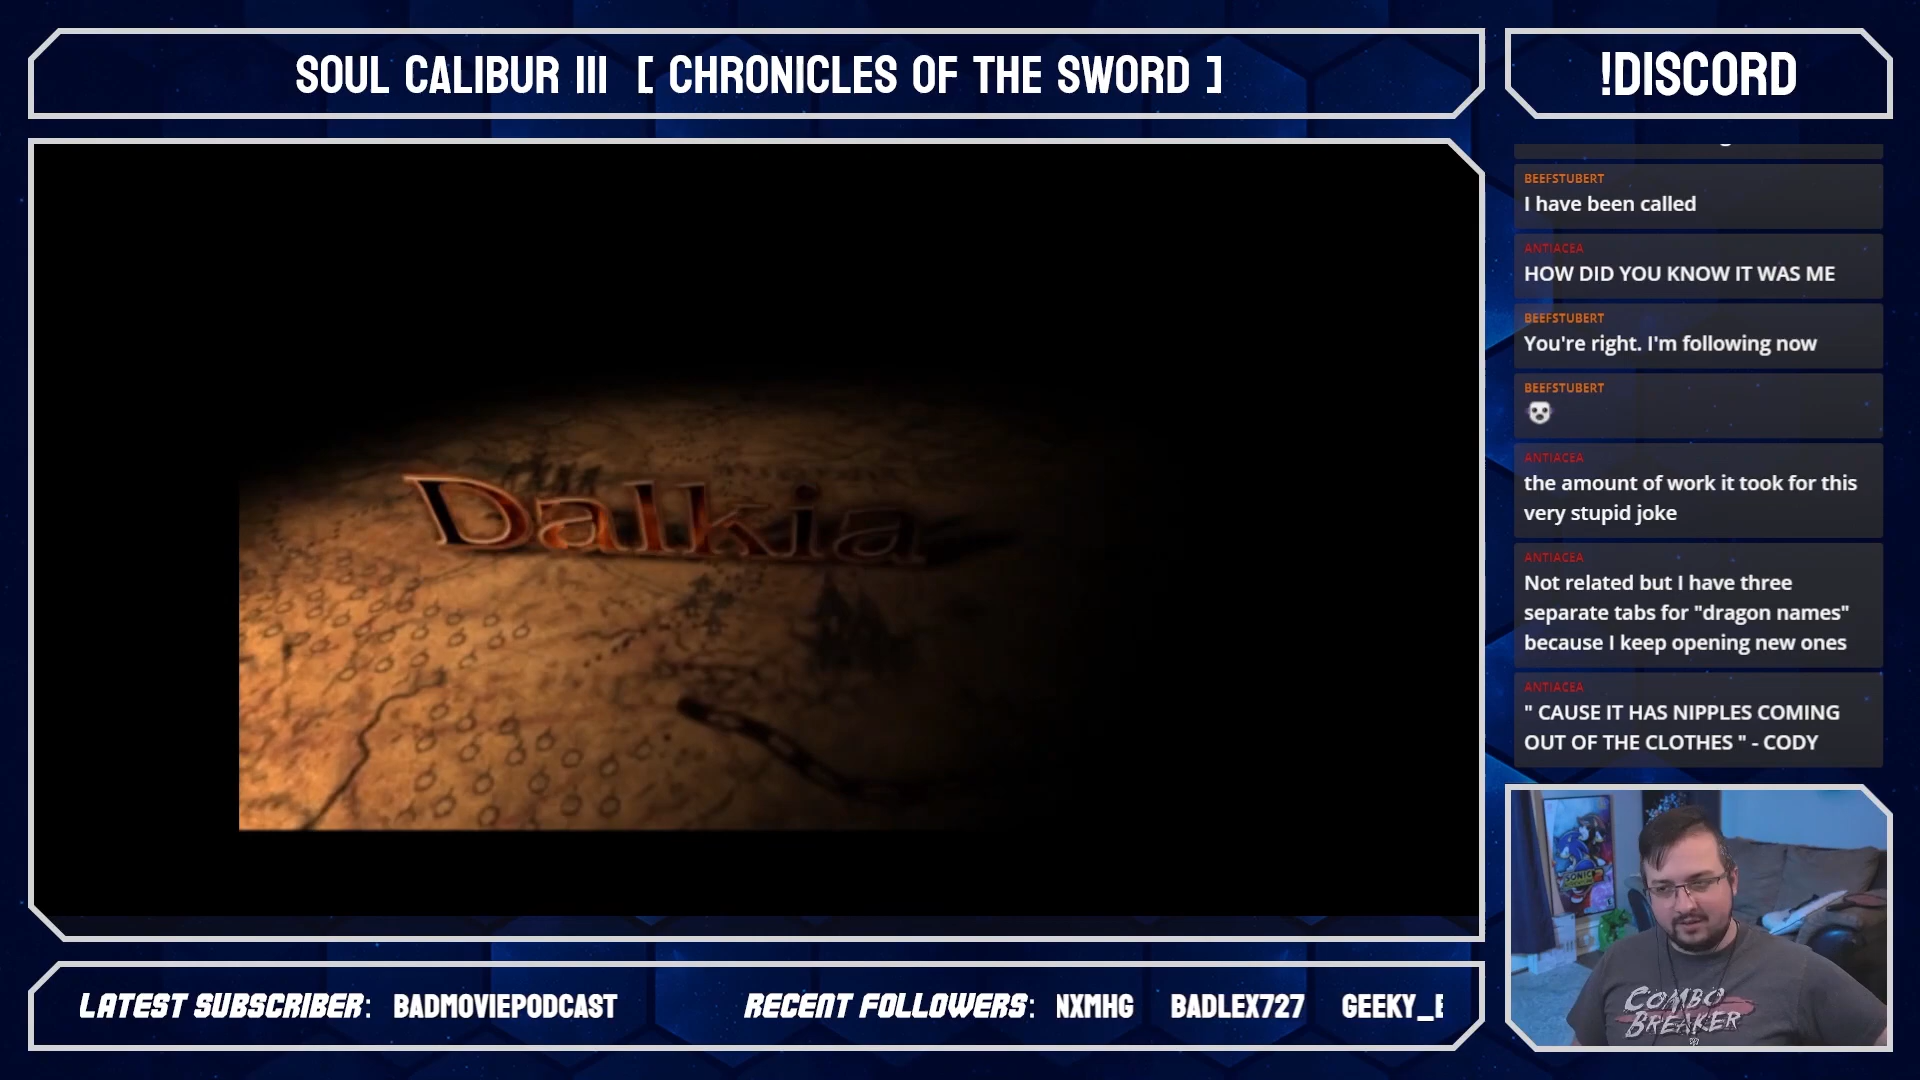 SOUL CALIBUR III [ CHRONICLES OF THE SWORD ]
!DISCORD
BEEFSTUBERT
I have been called
ANTIACEA
HOW DID YOU KNOW IT WAS ME
BEEFSTUBERT
You're right. I'm following now
BEEFSTUBERT
ANTIACEA
the amount of work it took for this
very stupid joke
ANTIACEA
Not related but I have three
separate tabs for "dragon names"
because I keep opening new ones
ANTIACEA
" CAUSE IT HAS NIPPLES COMING
OUT OF THE CLOTHES " - CODY
Dalkia
SONIC
COMBO
BREAKER
LATEST SUBSCRIBER: BADMOVIEPODCAST
RECENT FOLLOWERS: NXMHG BADLEX727 GEEKY_E